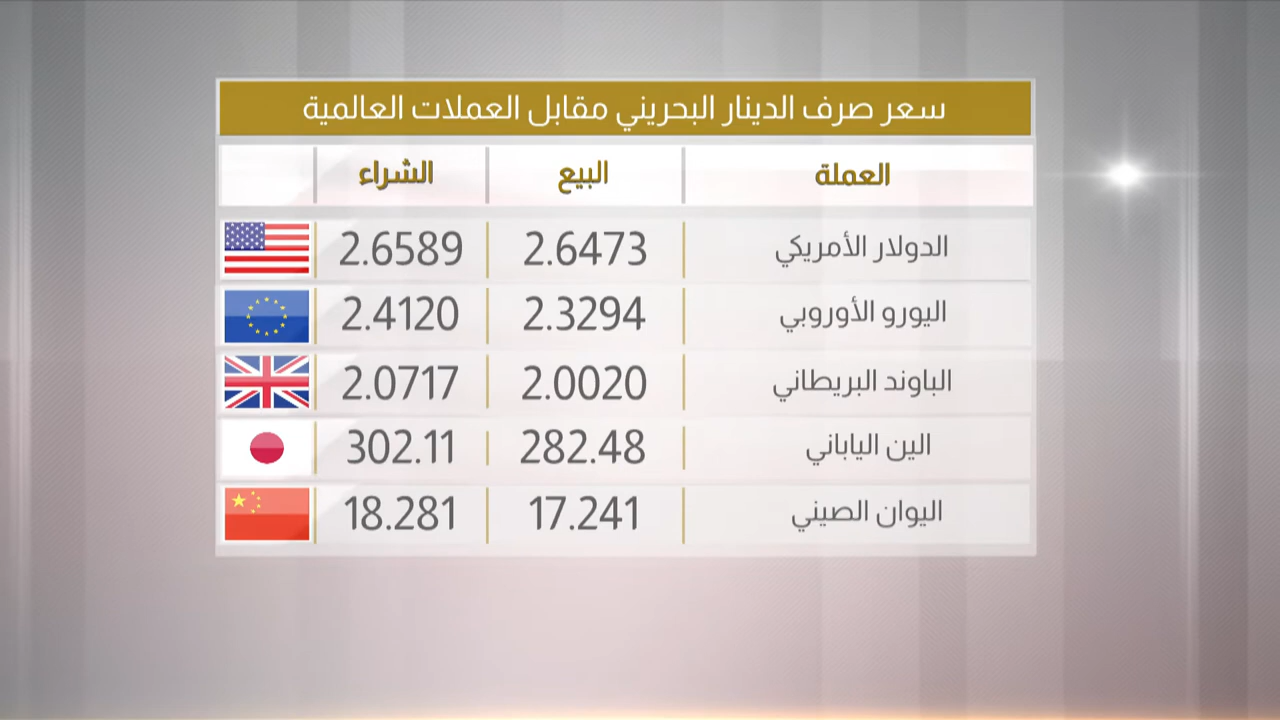 سعر صرف الدينار البحريني مقابل العملات العالمية
العملة البيع الشراء
الدولار الأمريكي 2.6473 2.6589
اليورو الأوروبي 2.3294 2.4120
الباوند البريطاني 2.0020 2.0717
الين الياباني 282.48 302.11
اليوان الصيني 17.241 18.281